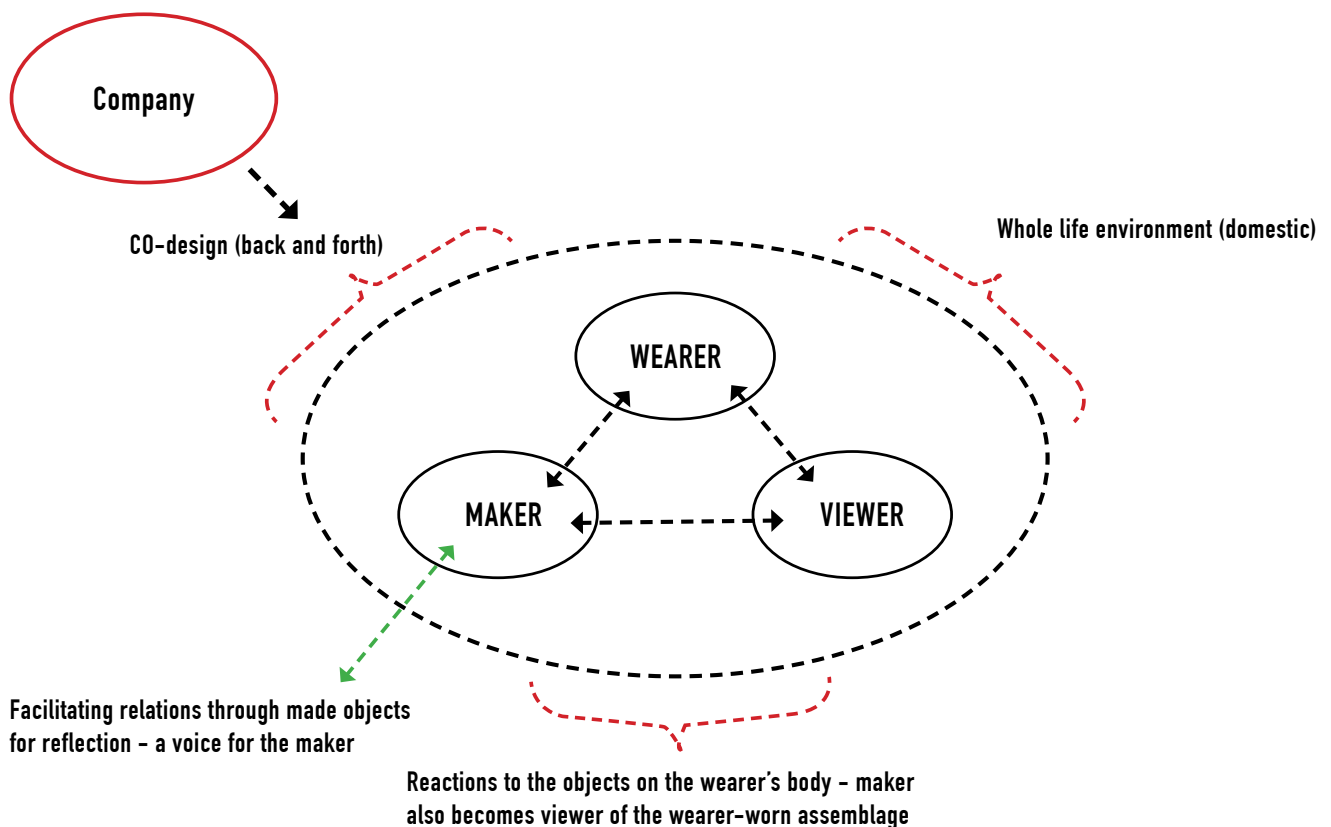 Company
CO-design (back and forth)
Whole life environment (domestic)
WEARER
MAKER
VIEWER
Facilitating relations through made objects
for reflection - a voice for the maker
Reactions to the objects on the wearer's body - maker
also becomes viewer of the wearer-worn assemblage